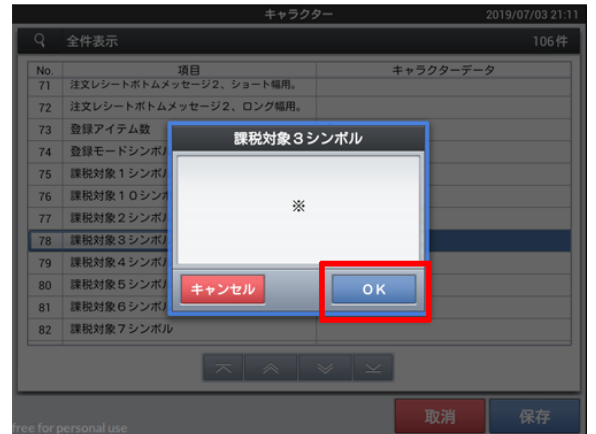 キャラクター 2019/07/03 21:11
全件表示 106件
No. 項目 キャラクターデータ
71 注文レシートボトムメッセージ2、ショート幅用。
72 注文レシートボトムメッセージ2、ロング幅用。
73 登録アイテム数
74 登録モードシンボ
75 課税対象1シンボ
76 課税対象10シン
77 課税対象2シンボ
78 課税対象3シンボ
79 課税対象4シンボ
80 課税対象5シンボ
81 課税対象6シンボ
82 課税対象7シンボル
課税対象3シンボル
※
キャンセル OK
取消 保存
free for personal use